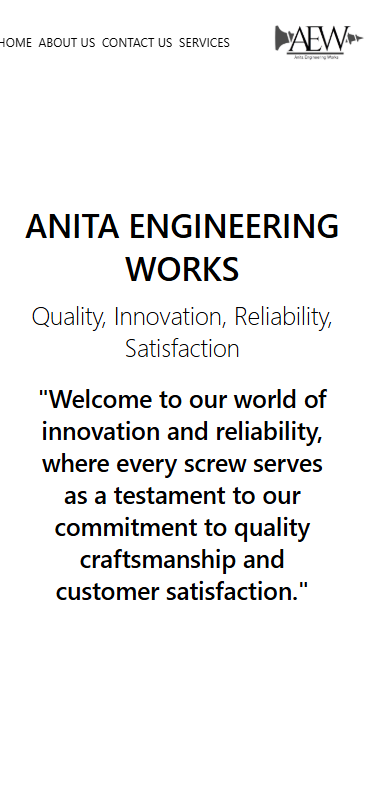 HOME ABOUT US CONTACT US SERVICES
AEW
Anita Engineering Works
ANITA ENGINEERING
WORKS
Quality, Innovation, Reliability,
Satisfaction
"Welcome to our world of
innovation and reliability,
where every screw serves
as a testament to our
commitment to quality
craftsmanship and
customer satisfaction."